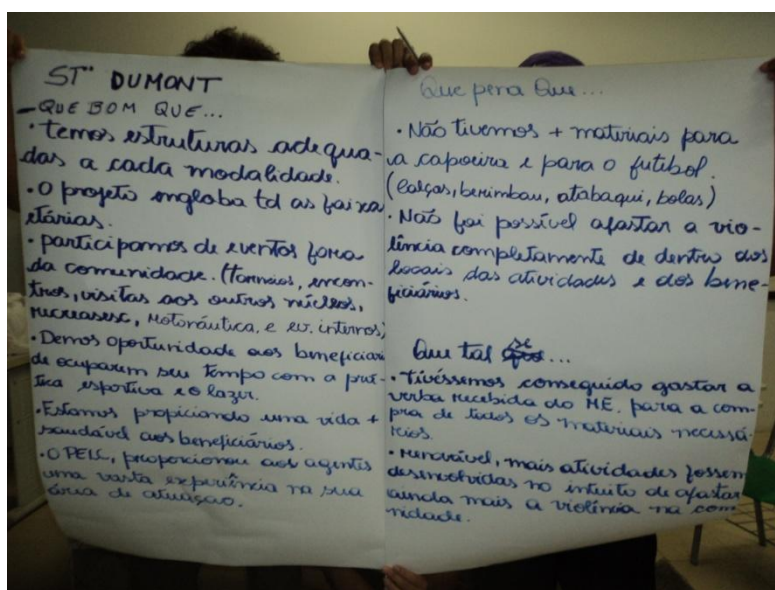 STº DUMONT
- QUE BOM QUE...
• temos estruturas adequa-
das a cada modalidade.
• O projeto engloba td as faixa
etárias.
• participamos de eventos fora
da comunidade. (torneios, encon-
tros, visitas aos outros núcleos,
recreasesc, Motonáutica, e ev. internos)
• Demos oportunidade aos beneficiari
de ocuparem seu tempo com a prá-
tica esportiva e o lazer.
• Estamos propiciando uma vida +
saudável aos beneficiários.
• O PELC, proporcionou aos agentes
uma vasta experiência na sua
área de atuação.
Que pena Que...
• Não tivemos + materiais para
a capoeira e para o futebol.
(calças, berimbau, atabaqui, bolas)
• Não foi possível afastar a vio-
lência completamente de dentro dos
locais das atividades e dos bene-
ficiários.
Que tal se...
• Tivéssemos conseguido gastar a
verba recebida do ME, para a com-
pra de todos os materiais necessá-
rios.
• renovável, mais atividades fossem
desenvolvidas no intuito de afastar
ainda mais a violência na com
nidade.